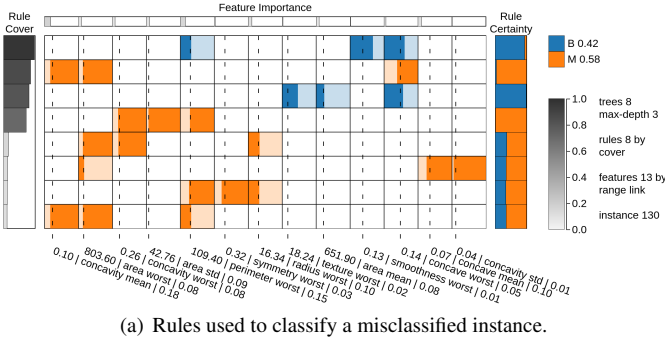 Feature Importance
Rule
Cover
Rule
Certainty
B 0.42
M 0.58
1.0
0.8
0.6
0.4
0.2
0.0
trees 8
max-depth 3
rules 8 by
cover
features 13 by
range link
instance 130
0.10 | concavity mean | 0.18
803.60 | area worst | 0.08
0.26 | concavity worst | 0.08
42.76 | area std | 0.09
109.40 | perimeter worst | 0.15
0.32 | symmetry worst | 0.03
16.34 | radius worst | 0.10
18.24 | texture worst | 0.02
651.90 | area mean | 0.08
0.13 | smoothness worst | 0.01
0.14 | concave worst | 0.05
0.07 | concave mean | 0.10
0.04 | concavity std | 0.01
(a) Rules used to classify a misclassified instance.